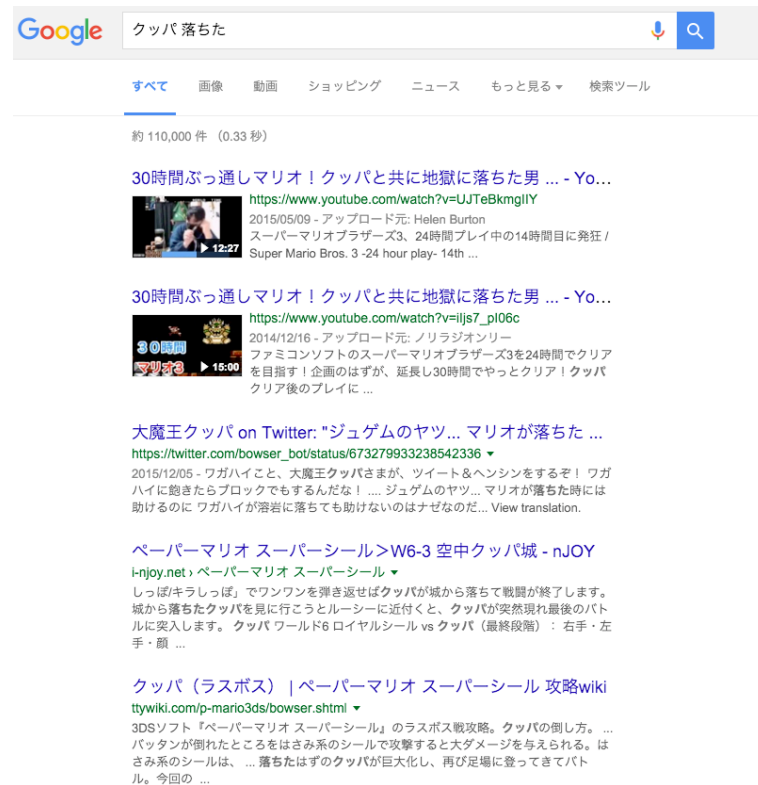 Google
クッパ 落ちた
すべて 画像 動画 ショッピング ニュース もっと見る 検索ツール
約 110,000 件 （0.33 秒）
30時間ぶっ通しマリオ！クッパと共に地獄に落ちた男 ... - Yo...
https://www.youtube.com/watch?v=UJTeBkmgIIY
2015/05/09 - アップロード元: Helen Burton
スーパーマリオブラザーズ3、24時間プレイ中の14時間目に発狂 /
Super Mario Bros. 3 -24 hour play- 14th ...
12:27
30時間ぶっ通しマリオ！クッパと共に地獄に落ちた男 ... - Yo...
https://www.youtube.com/watch?v=iIjs7_pI06c
2014/12/16 - アップロード元: ノリラジオンリー
ファミコンソフトのスーパーマリオブラザーズ3を24時間でクリア
を目指す！企画のはずが、延長し30時間でやっとクリア！クッパ
クリア後のプレイに ...
３０時間
マリオ3
15:00
大魔王クッパ on Twitter: "ジュゲムのヤツ... マリオが落ちた ...
https://twitter.com/bowser_bot/status/673279933238542336
2015/12/05 - ワガハイこと、大魔王クッパさまが、ツイート＆ヘンシンをするぞ！ ワガ
ハイに飽きたらブロックでもするんだな！ .... ジュゲムのヤツ... マリオが落ちた時には
助けるのに ワガハイが溶岩に落ちても助けないのはナゼなのだ... View translation.
ペーパーマリオ スーパーシール＞W6-3 空中クッパ城 - nJOY
i-njoy.net › ペーパーマリオ スーパーシール
しっぽ/キラしっぽ」でワンワンを弾き返せばクッパが城から落ちて戦闘が終了します。
城から落ちたクッパを見に行こうとルーシーに近付くと、クッパが突然現れ最後のバト
ルに突入します。 クッパ ワールド6 ロイヤルシール vs クッパ（最終段階）： 右手・左
手・顔 ...
クッパ（ラスボス） | ペーパーマリオ スーパーシール 攻略wiki
ttywiki.com/p-mario3ds/bowser.shtml
3DSソフト『ペーパーマリオ スーパーシール』のラスボス戦攻略。クッパの倒し方。 ...
バッタンが倒れたところをはさみ系のシールで攻撃すると大ダメージを与えられる。は
さみ系のシールは、 ... 落ちたはずのクッパが巨大化し、再び足場に登ってきてバト
ル。今回の ...